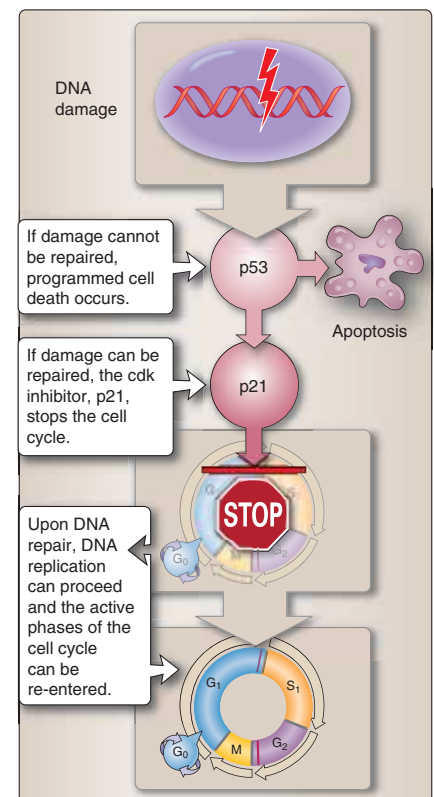 DNA
damage
If damage cannot
be repaired,
programmed cell
death occurs.
p53
Apoptosis
If damage can be
repaired, the cdk
inhibitor, p21,
stops the cell
cycle.
p21
STOP
G
S
M
G2
G0
Upon DNA
repair, DNA
replication
can proceed
and the active
phases of the
cell cycle
can be
re-entered.
G1
S1
G2
M
G0